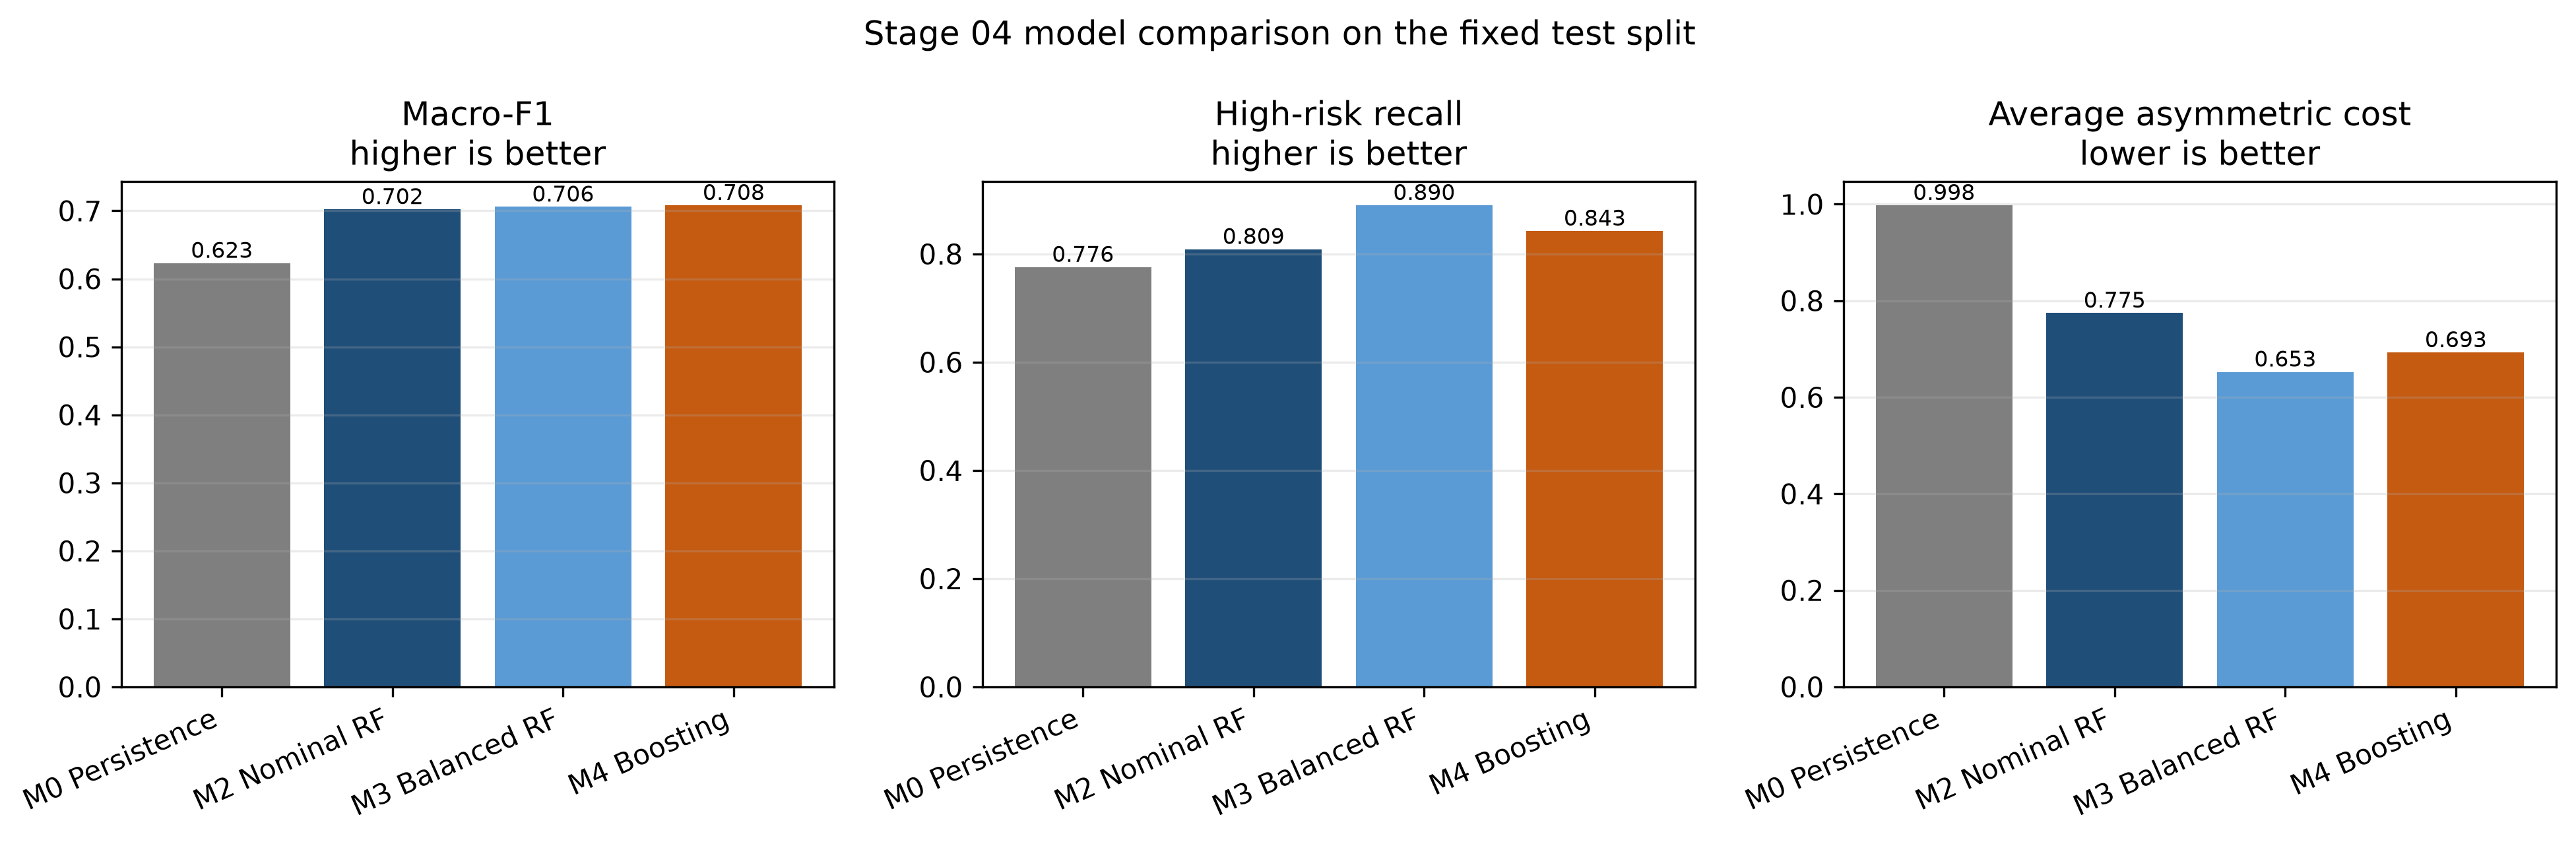 Stage 04 model comparison on the fixed test split
Macro-F1
higher is better
0.7
0.6
0.5
0.4
0.3
0.2
0.1
0.0
0.623
0.702
0.706
0.708
M0 Persistence
M2 Nominal RF
M3 Balanced RF
M4 Boosting
High-risk recall
higher is better
0.8
0.6
0.4
0.2
0.0
0.776
0.809
0.890
0.843
M0 Persistence
M2 Nominal RF
M3 Balanced RF
M4 Boosting
Average asymmetric cost
lower is better
1.0
0.8
0.6
0.4
0.2
0.0
0.998
0.775
0.653
0.693
M0 Persistence
M2 Nominal RF
M3 Balanced RF
M4 Boosting